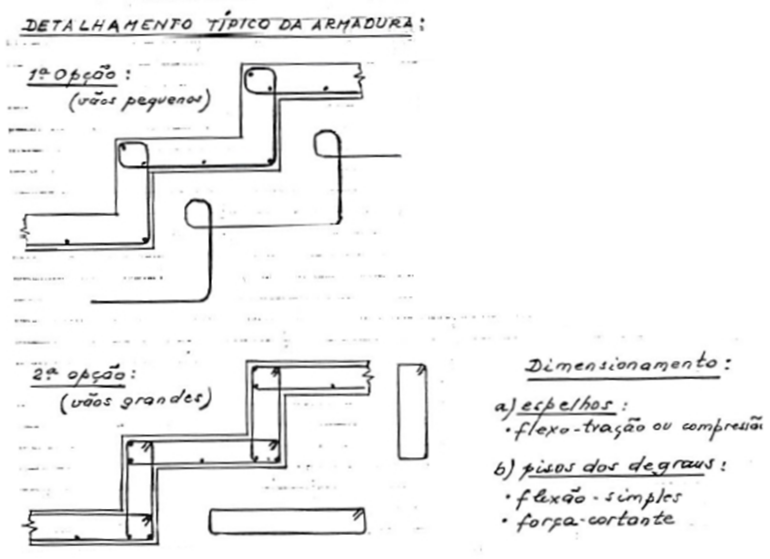 DETALHAMENTO TÍPICO DA ARMADURA:
1ª Opção:
(vãos pequenos)
2ª opção:
(vãos grandes)
Dimensionamento:
a) espelhos:
• flexo-tração ou compressão
b) pisos dos degraus:
• flexão-simples
• força-cortante